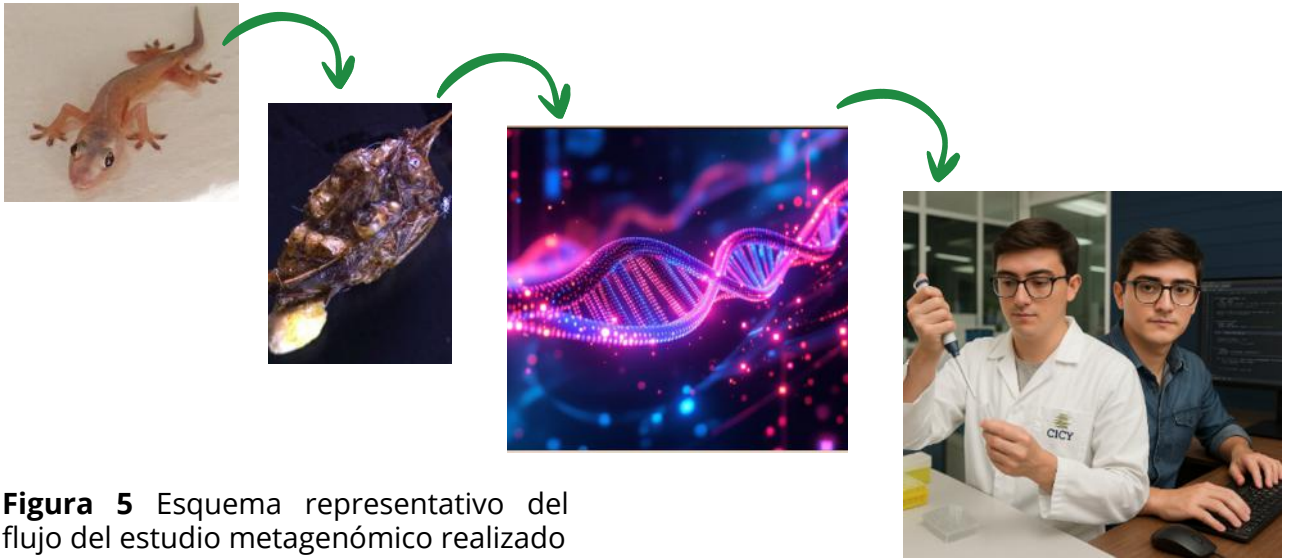 CICY
Figura 5 Esquema representativo del
flujo del estudio metagenómico realizado